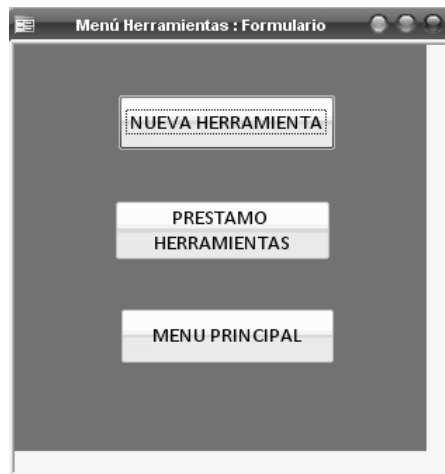 Menú Herramientas : Formulario
NUEVA HERRAMIENTA
PRESTAMO
HERRAMIENTAS
MENU PRINCIPAL